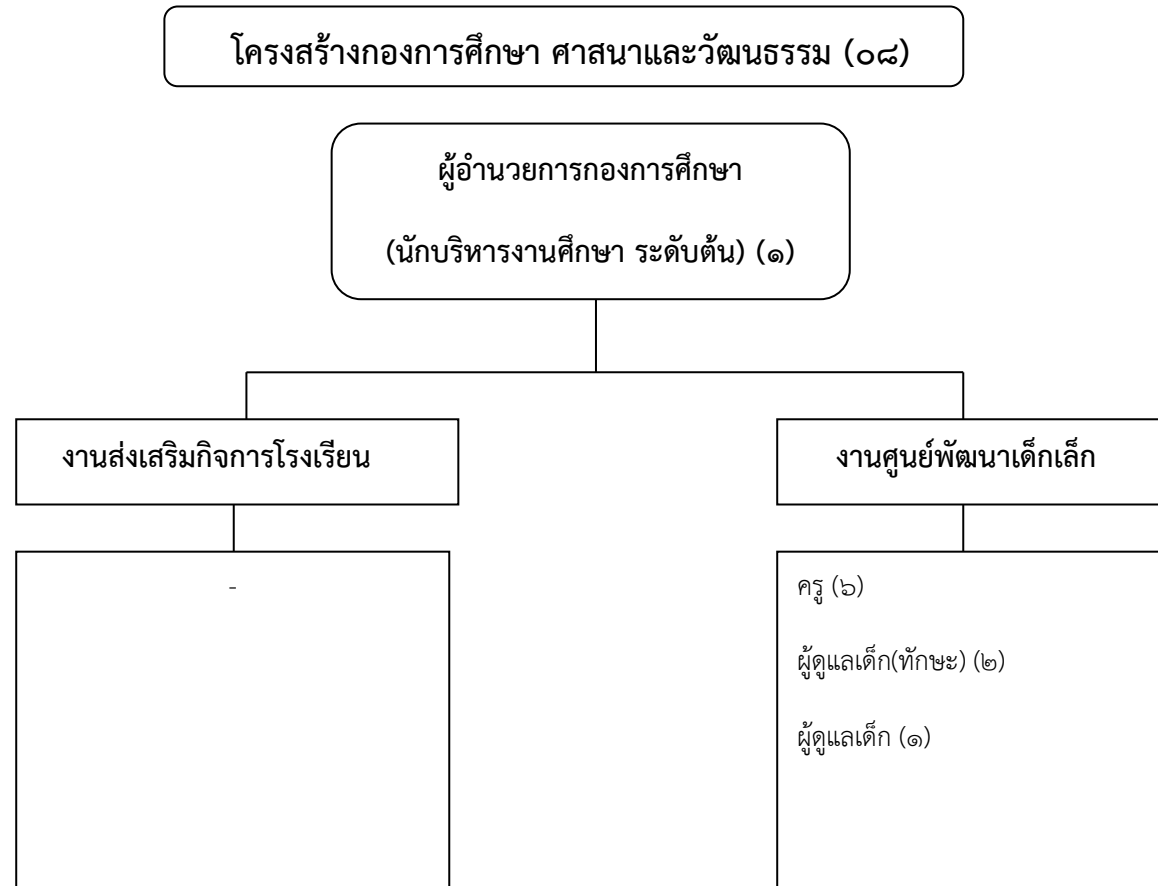 โครงสร้างกองการศึกษา ศาสนาและวัฒนธรรม (๐๘)
ผู้อำนวยการกองการศึกษา
(นักบริหารงานศึกษา ระดับต้น) (๑)
งานส่งเสริมกิจการโรงเรียน
งานศูนย์พัฒนาเด็กเล็ก
-
ครู (๖)
ผู้ดูแลเด็ก(ทักษะ) (๒)
ผู้ดูแลเด็ก (๑)